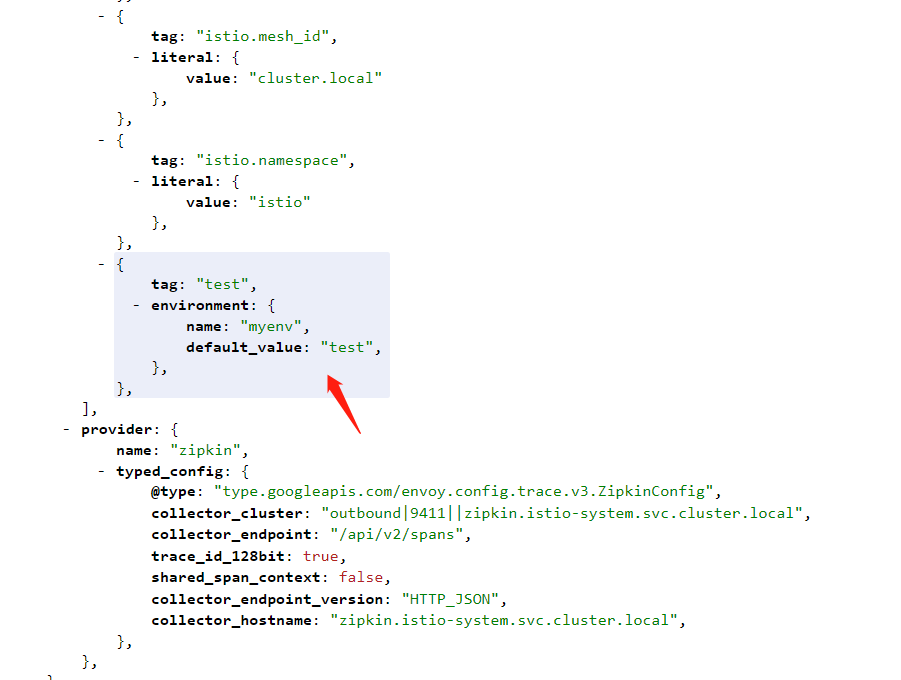 - {
tag: "istio.mesh_id",
- literal: {
value: "cluster.local"
},
},
- {
tag: "istio.namespace",
- literal: {
value: "istio"
},
},
- {
tag: "test",
- environment: {
name: "myenv",
default_value: "test",
},
},
],
- provider: {
name: "zipkin",
- typed_config: {
@type: "type.googleapis.com/envoy.config.trace.v3.ZipkinConfig",
collector_cluster: "outbound|9411||zipkin.istio-system.svc.cluster.local",
collector_endpoint: "/api/v2/spans",
trace_id_128bit: true,
shared_span_context: false,
collector_endpoint_version: "HTTP_JSON",
collector_hostname: "zipkin.istio-system.svc.cluster.local",
},
},